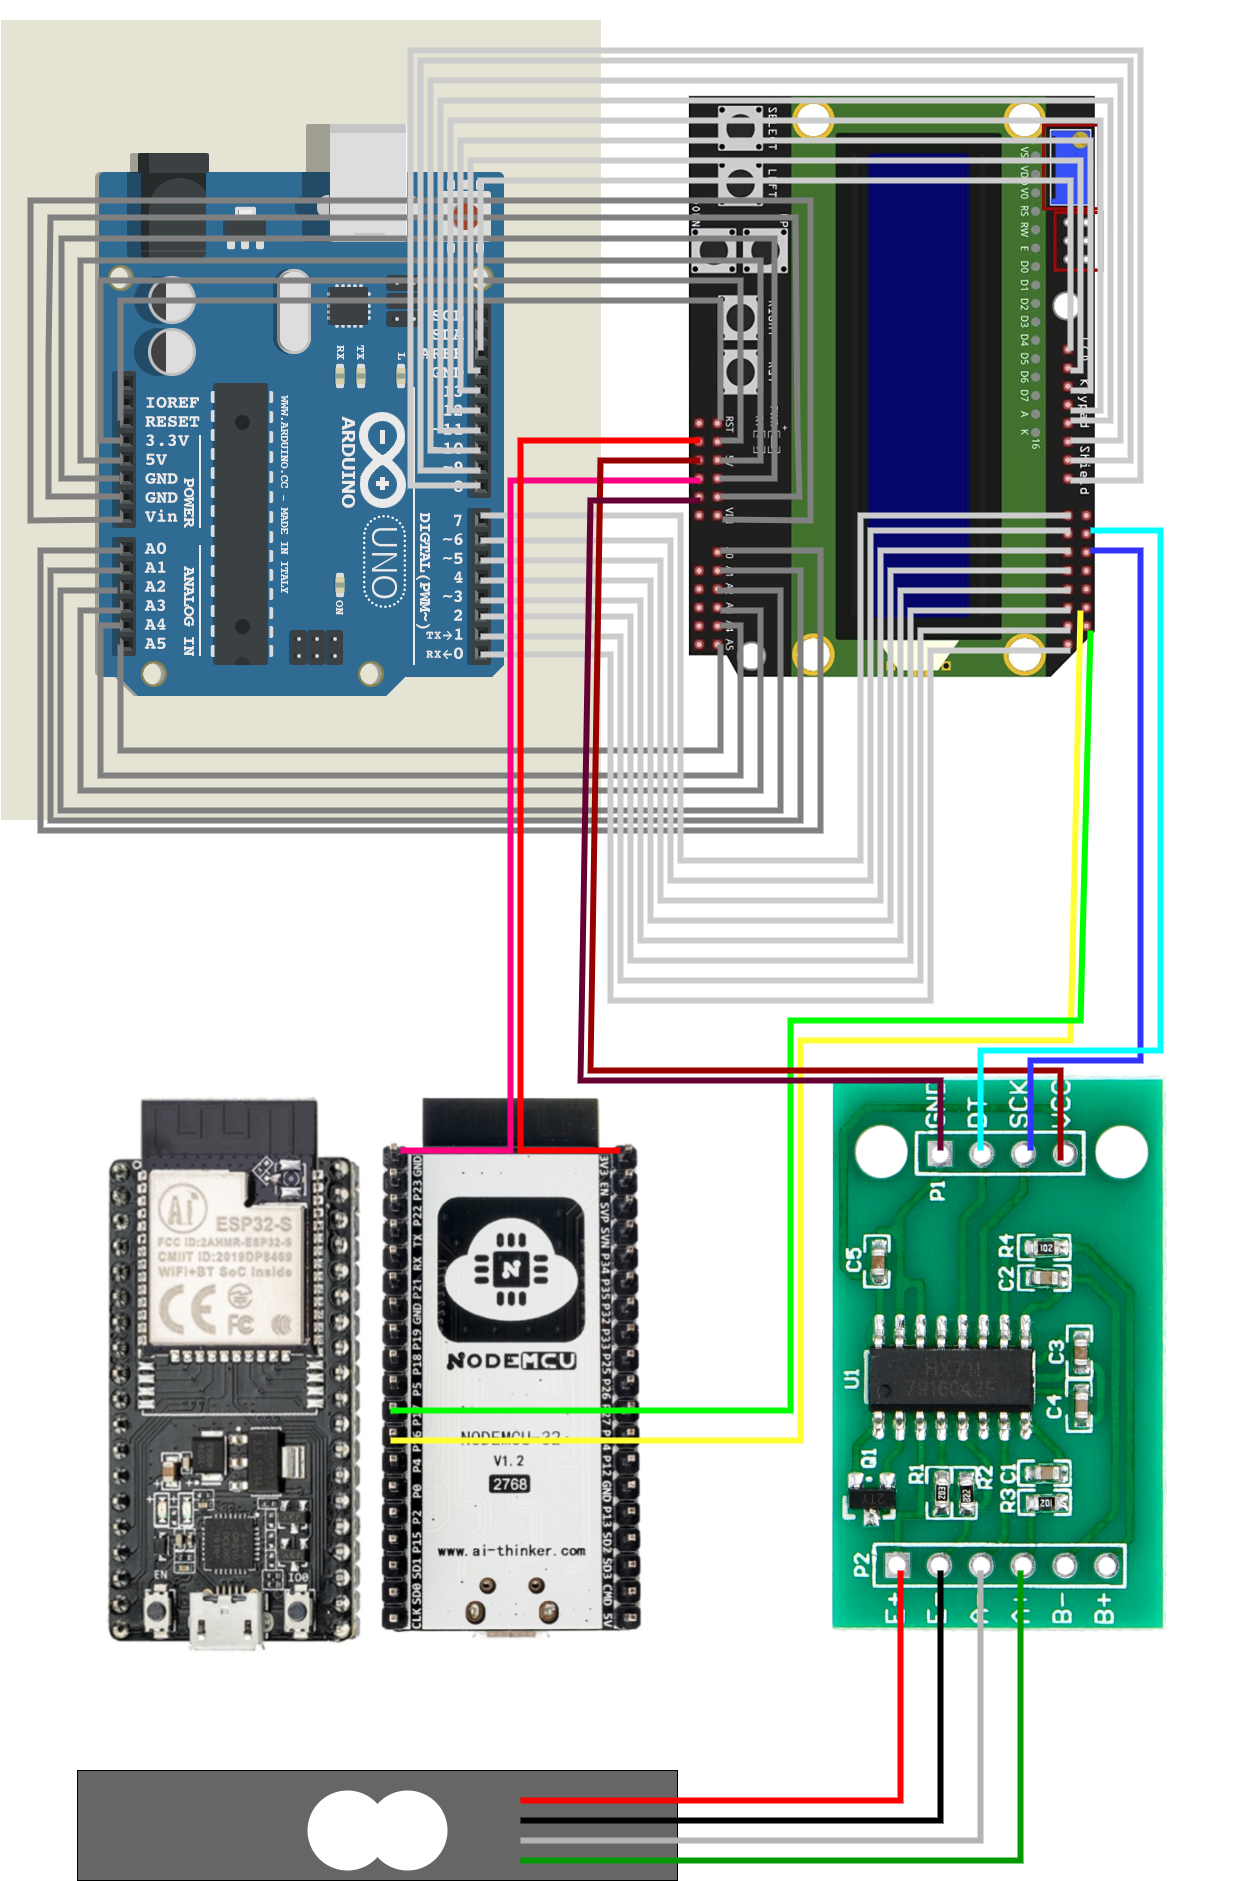 IOREF
RESET
3.3V
5V
GND
GND
Vin
POWER
A0
A1
A2
A3
A4
A5
ANALOG IN
WWW.ARDUINO.CC - MADE IN ITALY
RX
TX
L
ARDUINO
UNO
ON
AREF
GND
13
12
~11
~10
~9
8
7
~6
~5
4
~3
2
TX→1
RX←0
DIGITAL(PWM~)
SELECT
LEFT
RIGHT
RST
5V
VIN
A1
A5
VDD
V0
RS
RW
E
D0
D1
D2
D3
D4
D5
D6
D7
A
K
16
Keypad Shield
Ai
ESP32-S
FCC ID:2AHMR-ESP32-S
CMIIT ID:2019DP8469
WiFi+BT SoC Inside
CE
FC
EN
IO0
GND
P23
P22
TX
RX
P21
GND
P19
P18
P5
P17
P16
P4
P0
P2
P15
SD1
SD0
CLK
3V3
EN
SVP
SVN
P34
P35
P32
P33
P25
P26
P27
P14
P12
GND
P13
SD2
SD3
CMD
5V
NODEMCU
NODEMCU-32
V1.2
2768
www.ai-thinker.com
GND
DT
SCK
VCC
P1
C5
R4
102
C2
U1
HX711
C3
C4
Q1
R1
203
R2
822
C1
R3
102
P2
E+
E-
A-
A+
B-
B+